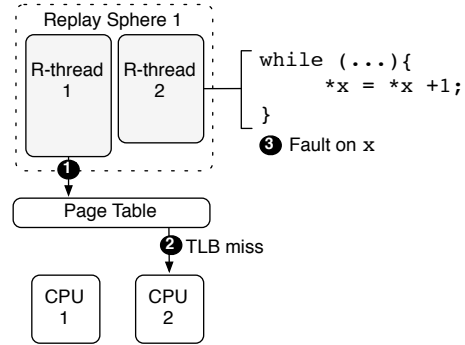 Replay Sphere 1
R-thread
1
R-thread
2
while (...){
*x = *x +1;
}
3 Fault on x
1
Page Table
2 TLB miss
CPU
1
CPU
2